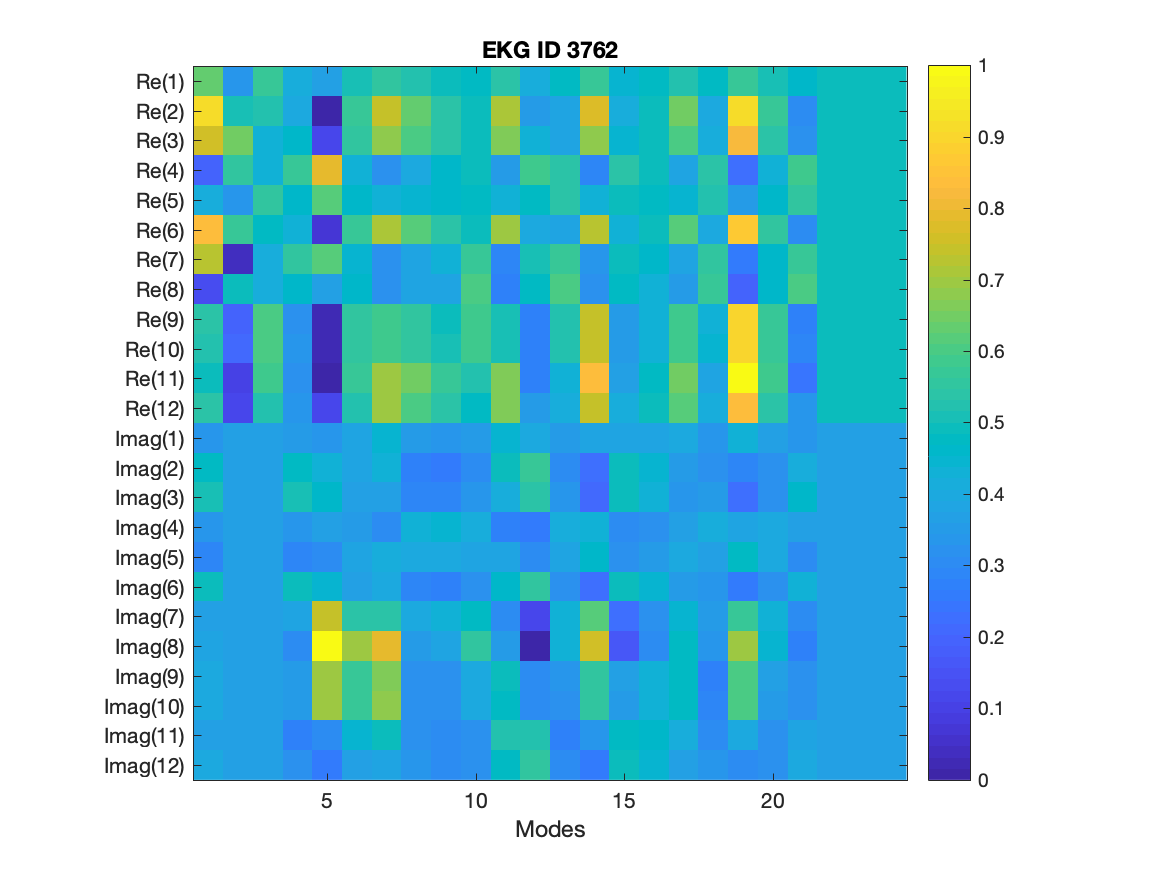 EKG ID 3762
Re(1)
Re(2)
Re(3)
Re(4)
Re(5)
Re(6)
Re(7)
Re(8)
Re(9)
Re(10)
Re(11)
Re(12)
Imag(1)
Imag(2)
Imag(3)
Imag(4)
Imag(5)
Imag(6)
Imag(7)
Imag(8)
Imag(9)
Imag(10)
Imag(11)
Imag(12)
5 10 15 20
Modes
1
0.9
0.8
0.7
0.6
0.5
0.4
0.3
0.2
0.1
0